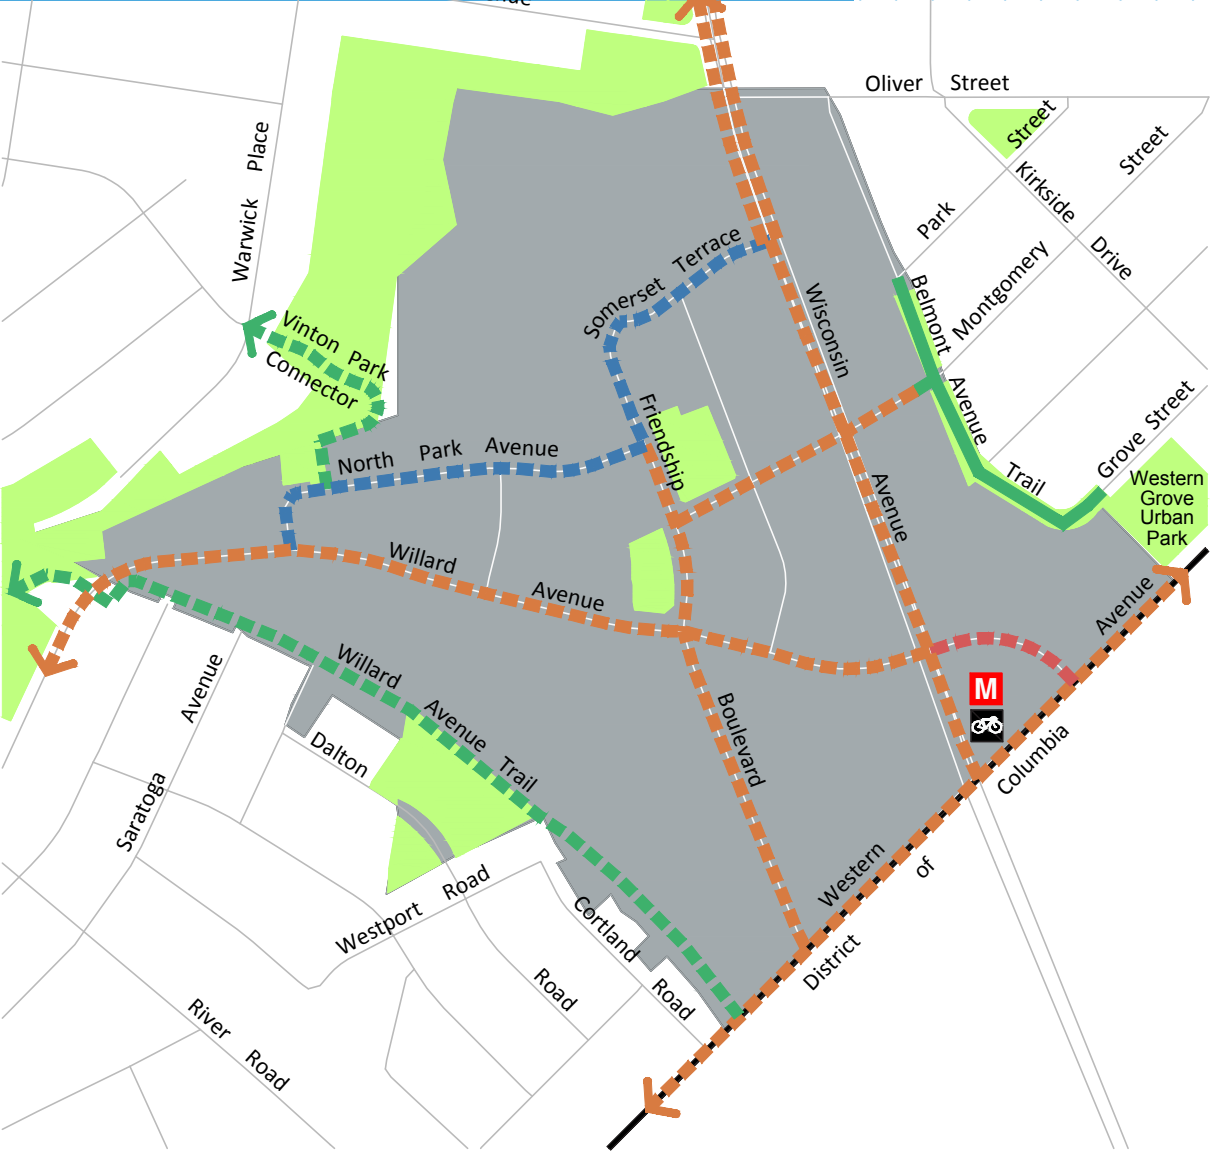 Oliver Street
Street
Street
Kirkside
Drive
Park
Montgomery
Warwick Place
Somerset Terrace
Wisconsin
Belmont
Avenue
Trail
Grove Street
Western
Grove
Urban
Park
Vinton Park
Connector
North Park Avenue
Friendship
Avenue
Willard
Avenue
Avenue
Willard
Avenue
Trail
Boulevard
M
Avenue
Dalton
Saratoga
Columbia
Western
of
District
Westport Road
Cortland
Road
Road
River
Road